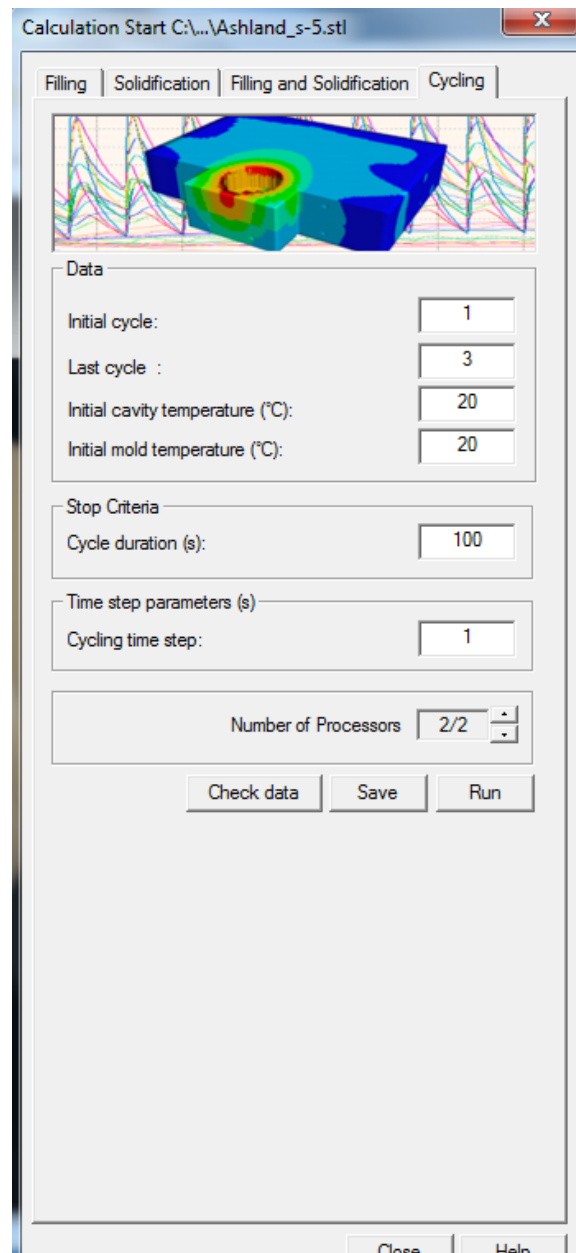 Calculation Start C:\...\Ashland_s-5.stl
Filling Solidification Filling and Solidification Cycling
Data
Initial cycle: 1
Last cycle : 3
Initial cavity temperature (°C): 20
Initial mold temperature (°C): 20
Stop Criteria
Cycle duration (s): 100
Time step parameters (s)
Cycling time step: 1
Number of Processors 2/2
Check data Save Run
Close Help